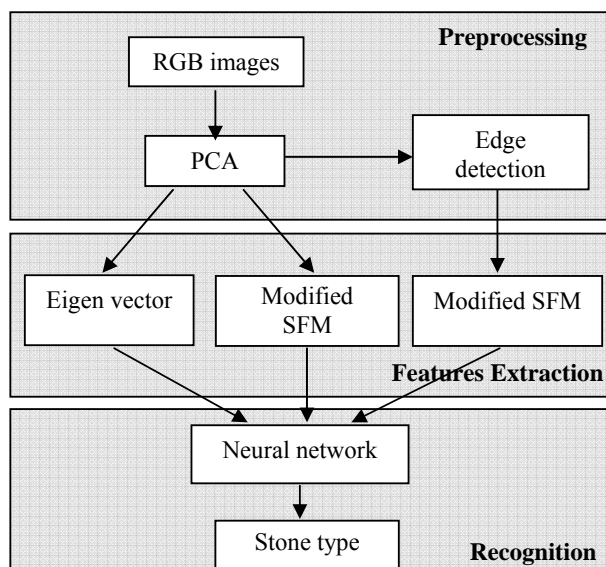 Preprocessing
RGB images
PCA
Edge
detection
Eigen vector
Modified
SFM
Modified SFM
Features Extraction
Neural network
Stone type
Recognition